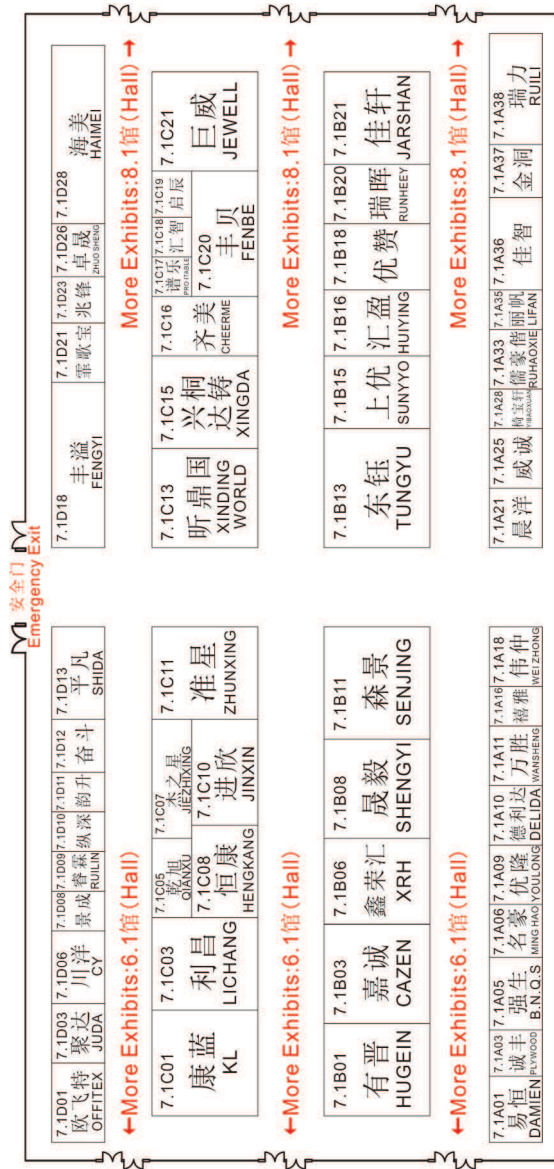 安全门
Emergency Exit
7.1D01
欧飞特
OFFITEX
7.1D03
聚达
JUDA
7.1D06
川洋
CY
7.1D08
景成
7.1D09
睿霖
RUILIN
7.1D10
纵深
7.1D11
韵升
7.1D12
奋斗
7.1D13
平凡
SHIDA
7.1D18
丰溢
FENGYI
7.1D21
霏歌宝
7.1D23
兆锋
7.1D26
卓晟
ZHUOSHENG
7.1D28
海美
HAIMEI
←More Exhibits:6.1馆(Hall)
More Exhibits:8.1馆(Hall)→
7.1C01
康蓝
KL
7.1C03
利昌
LICHANG
7.1C05
乾旭
QIANXU
7.1C07
杰之星
JIEZHIXING
7.1C08
恒康
HENGKANG
7.1C10
进欣
JINXIN
7.1C11
准星
ZHUNXING
7.1C13
昕鼎国
XINDING
WORLD
7.1C15
兴桐
达铸
XINGDA
7.1C16
齐美
CHEERME
7.1C17
谱乐
PROITABLE
7.1C18
汇智
7.1C19
启辰
7.1C20
丰贝
FENBE
7.1C21
巨威
JEWELL
←More Exhibits:6.1馆(Hall)
More Exhibits:8.1馆(Hall)→
7.1B01
有晋
HUGEIN
7.1B03
嘉诚
CAZEN
7.1B06
鑫荣汇
XRH
7.1B08
晟毅
SHENGYI
7.1B11
森景
SENJING
7.1B13
东钰
TUNGYU
7.1B15
上优
SUNYYO
7.1B16
汇盈
HUIYING
7.1B18
优赞
7.1B20
瑞晖
RUNHEEY
7.1B21
佳轩
JARSHAN
←More Exhibits:6.1馆(Hall)
More Exhibits:8.1馆(Hall)→
7.1A01
易恒
DAMIEN
7.1A03
诚丰
PLYWOOD
7.1A05
强生
B.N.Q.S
7.1A06
名豪
MING HAO
7.1A09
优隆
YOULONG
7.1A10
德利达
DELIDA
7.1A11
万胜
WANSHENG
7.1A16
禧雅
7.1A18
伟仲
WEIZHONG
7.1A21
晨洋
7.1A25
威诚
7.1A28
椅宝轩
YIBAOXUAN
7.1A33
儒豪偕
RUHAOXIE
7.1A35
丽帆
LIFAN
7.1A36
佳智
7.1A37
金洞
7.1A38
瑞力
RUILI